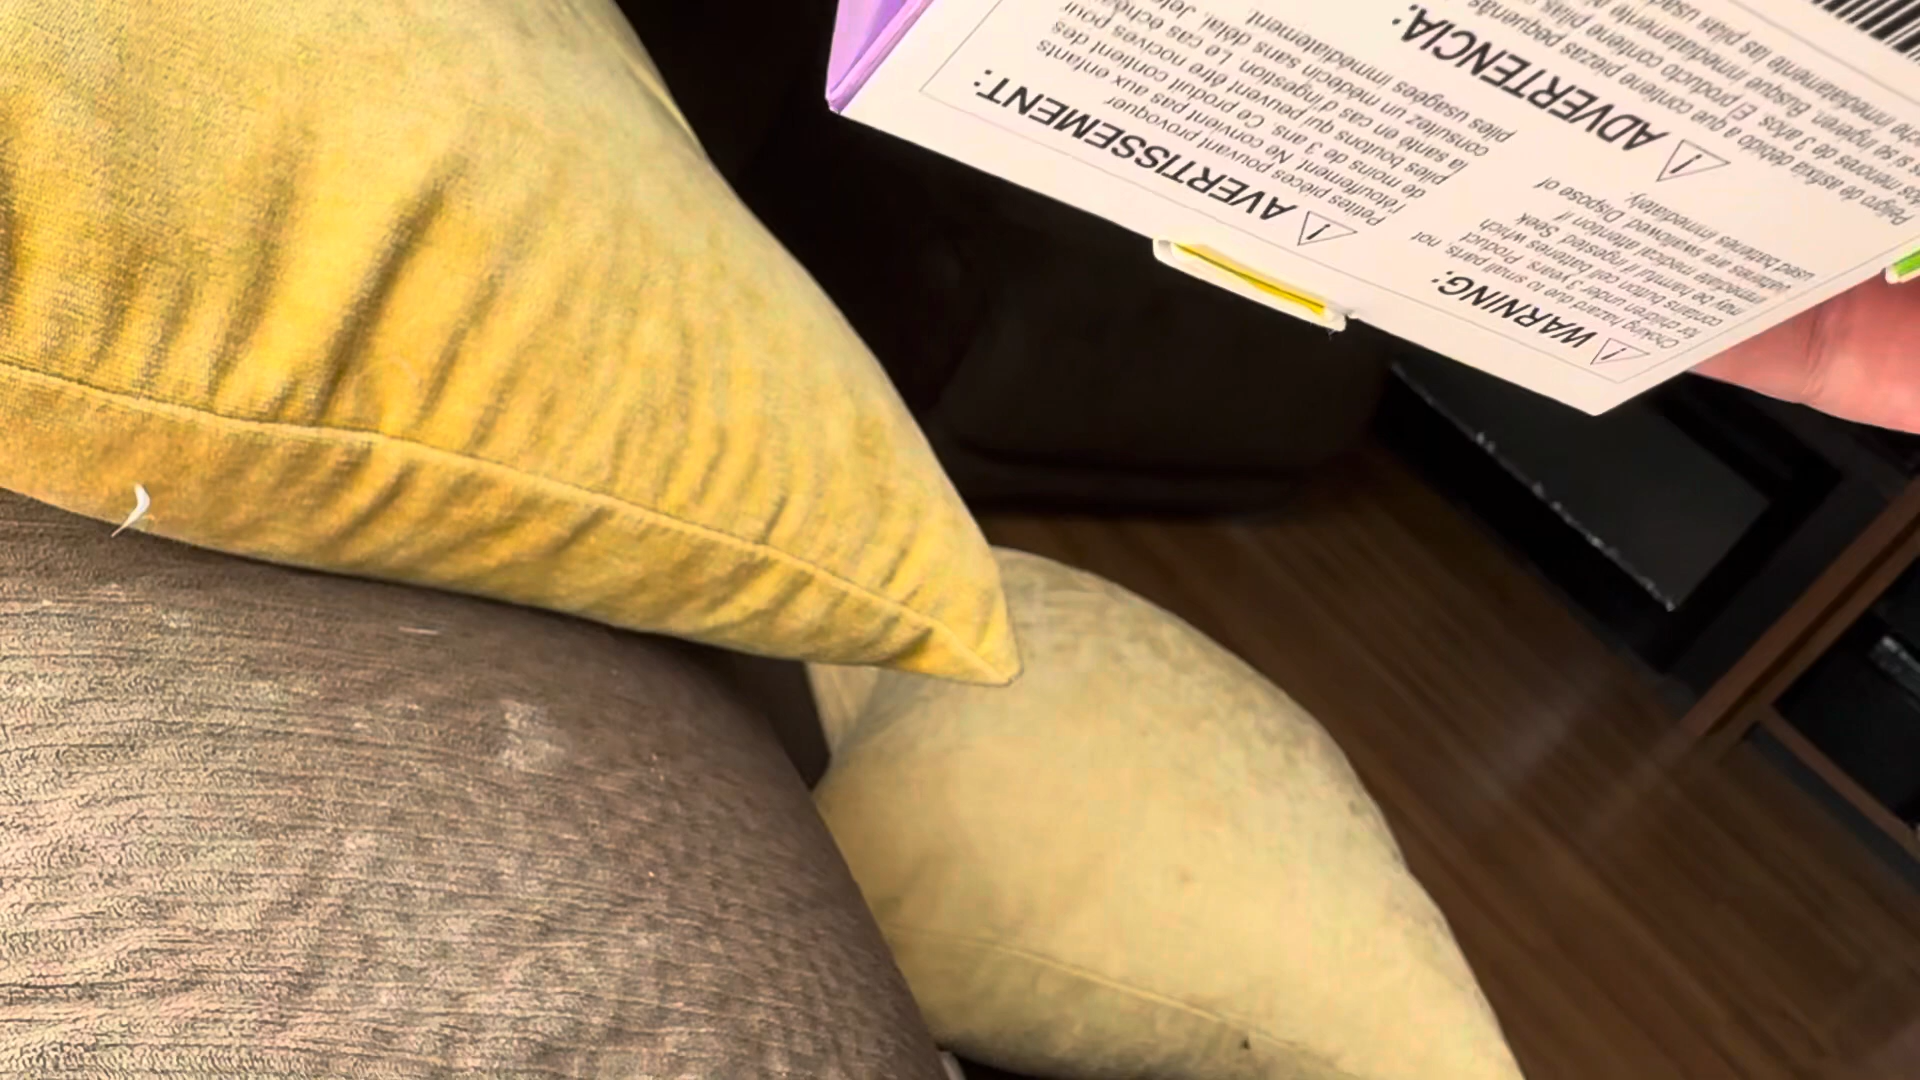 WARNING:
Choking hazard due to small parts, not
for children under 3 years. Product
contains button cell batteries which
may be harmful if ingested. Seek
immediate medical attention if
batteries are swallowed. Dispose of
used batteries immediately.
AVERTISSEMENT:
Petites pièces pouvant provoquer
l'étouffement. Ne convient pas aux enfants
de moins de 3 ans. Ce produit contient des
piles boutons qui peuvent être nocives pour
la santé en cas d'ingestion. Le cas
consultez un médecin sans délai.
piles usagées immédiatement.
ADVERTENCIA:
Peligro de asfixia debido a que contiene piezas pequeñas
menores de 3 años. El producto contiene pilas
si se ingieren. Busque inmediatamente
inmediatamente las pilas